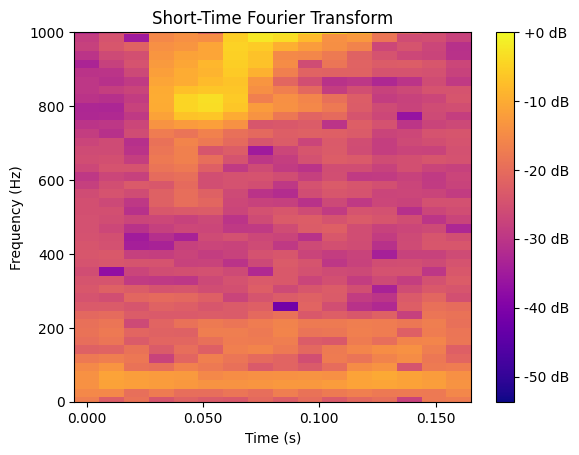 Short-Time Fourier Transform
1000
800
600
400
200
0
Frequency (Hz)
0.000
0.050
0.100
0.150
Time (s)
+0 dB
-10 dB
-20 dB
-30 dB
-40 dB
-50 dB